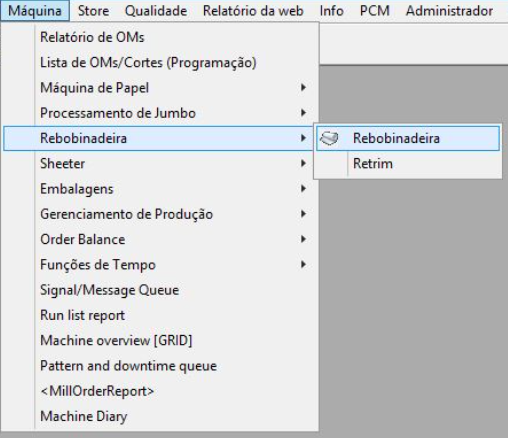 Máquina Store Qualidade Relatório da web Info PCM Administrador
Relatório de OMs
Lista de OMs/Cortes (Programação)
Máquina de Papel
Processamento de Jumbo
Rebobinadeira
Rebobinadeira
Sheeter
Retrim
Embalagens
Gerenciamento de Produção
Order Balance
Funções de Tempo
Signal/Message Queue
Run list report
Machine overview [GRID]
Pattern and downtime queue
<MillOrderReport>
Machine Diary